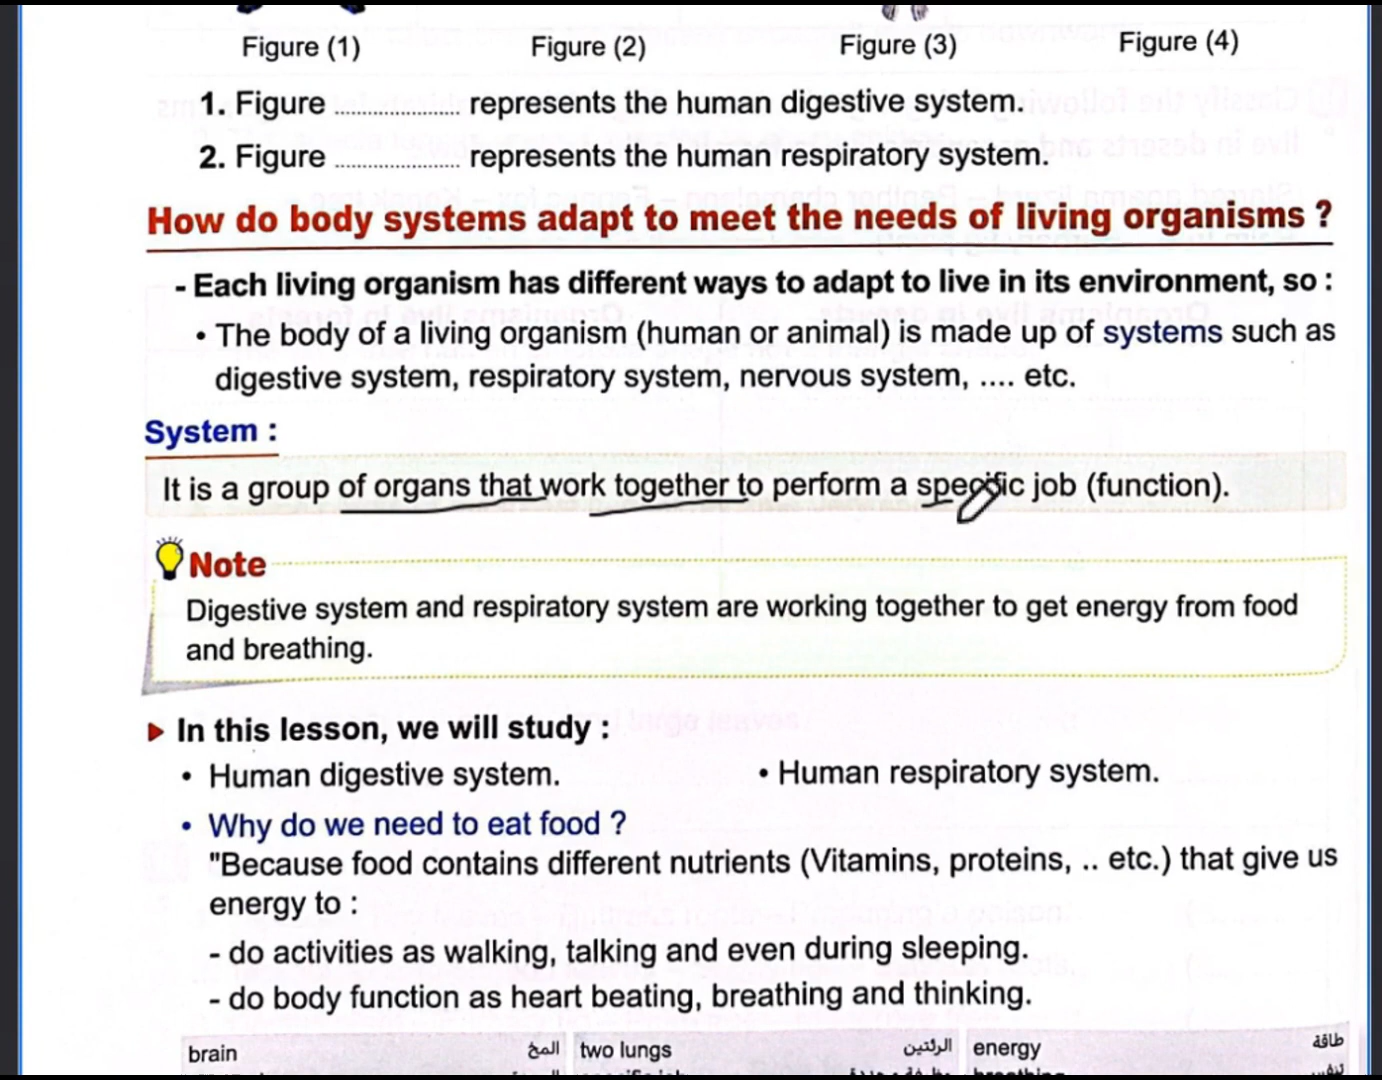 Figure (1) Figure (2) Figure (3) Figure (4)
1. Figure .................... represents the human digestive system.
2. Figure .................... represents the human respiratory system.
How do body systems adapt to meet the needs of living organisms ?
- Each living organism has different ways to adapt to live in its environment, so :
• The body of a living organism (human or animal) is made up of systems such as
digestive system, respiratory system, nervous system, .... etc.
System :
It is a group of organs that work together to perform a specific job (function).
Note
Digestive system and respiratory system are working together to get energy from food
and breathing.
In this lesson, we will study :
• Human digestive system. • Human respiratory system.
• Why do we need to eat food ?
"Because food contains different nutrients (Vitamins, proteins, .. etc.) that give us
energy to :
- do activities as walking, talking and even during sleeping.
- do body function as heart beating, breathing and thinking.
brain المخ two lungs الرئتين energy طاقة